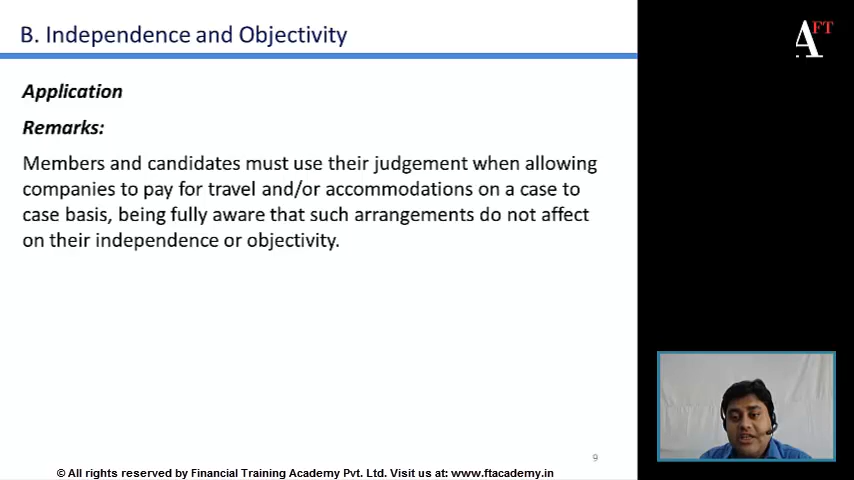 B. Independence and Objectivity
AFT
Application
Remarks:
Members and candidates must use their judgement when allowing
companies to pay for travel and/or accommodations on a case to
case basis, being fully aware that such arrangements do not affect
on their independence or objectivity.
9
© All rights reserved by Financial Training Academy Pvt. Ltd. Visit us at: www.ftacademy.in